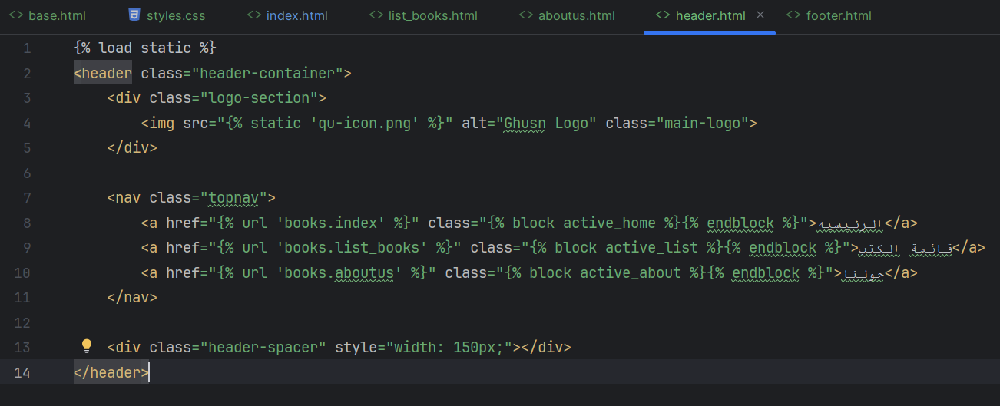 base.html styles.css index.html list_books.html aboutus.html header.html footer.html
1 {% load static %}
2 <header class="header-container">
3 <div class="logo-section">
4 <img src="{% static 'qu-icon.png' %}" alt="Ghusn Logo" class="main-logo">
5 </div>
6
7 <nav class="topnav">
8 <a href="{% url 'books.index' %}" class="{% block active_home %}{% endblock %}">الرئيسية</a>
9 <a href="{% url 'books.list_books' %}" class="{% block active_list %}{% endblock %}">قائمة الكتب</a>
10 <a href="{% url 'books.aboutus' %}" class="{% block active_about %}{% endblock %}">حولنا</a>
11 </nav>
12
13 <div class="header-spacer" style="width: 150px;"></div>
14 </header>